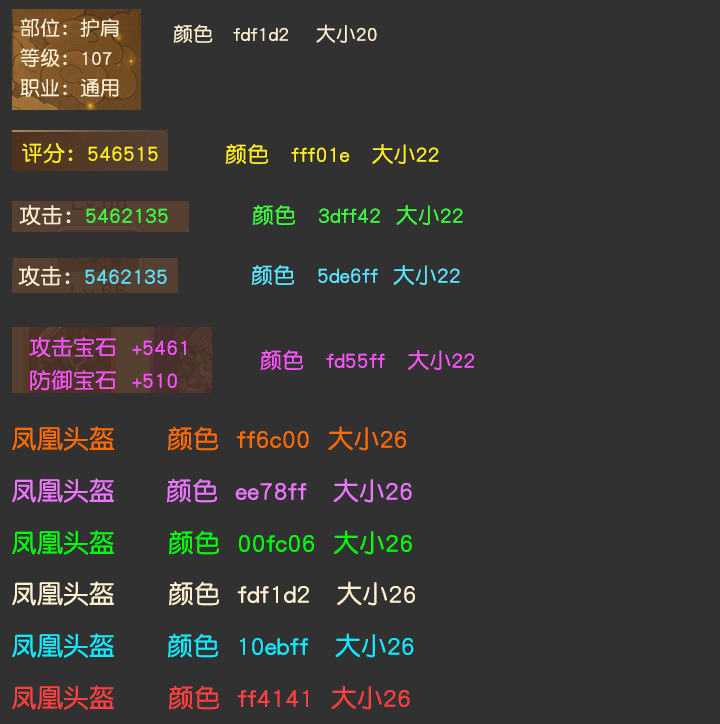 部位：护肩 颜色 fdf1d2 大小20
等级：107
职业：通用
评分：546515 颜色 fff01e 大小22
攻击：5462135 颜色 3dff42 大小22
攻击：5462135 颜色 5de6ff 大小22
攻击宝石 +5461
颜色 fd55ff 大小22
防御宝石 +510
凤凰头盔 颜色 ff6c00 大小26
凤凰头盔 颜色 ee78ff 大小26
凤凰头盔 颜色 00fc06 大小26
凤凰头盔 颜色 fdf1d2 大小26
凤凰头盔 颜色 10ebff 大小26
凤凰头盔 颜色 ff4141 大小26